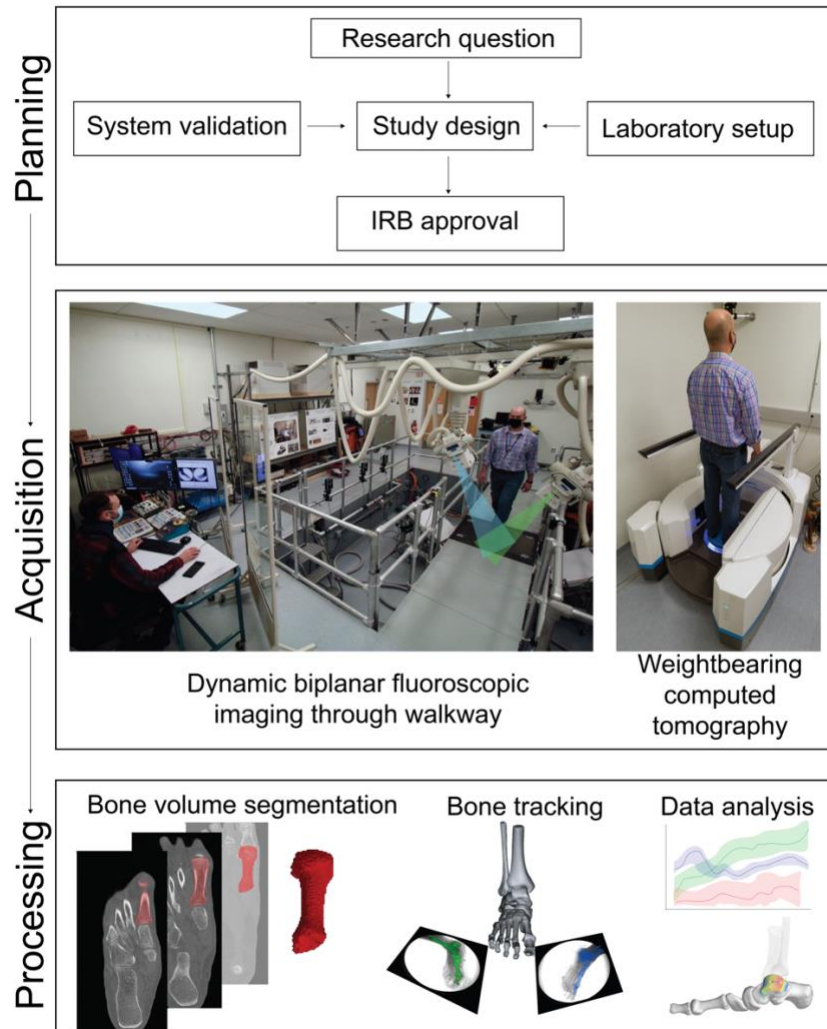 Planning
Research question
System validation
Study design
Laboratory setup
IRB approval
Acquisition
Dynamic biplanar fluoroscopic
imaging through walkway
Weightbearing
computed
tomography
Processing
Bone volume segmentation
Bone tracking
Data analysis